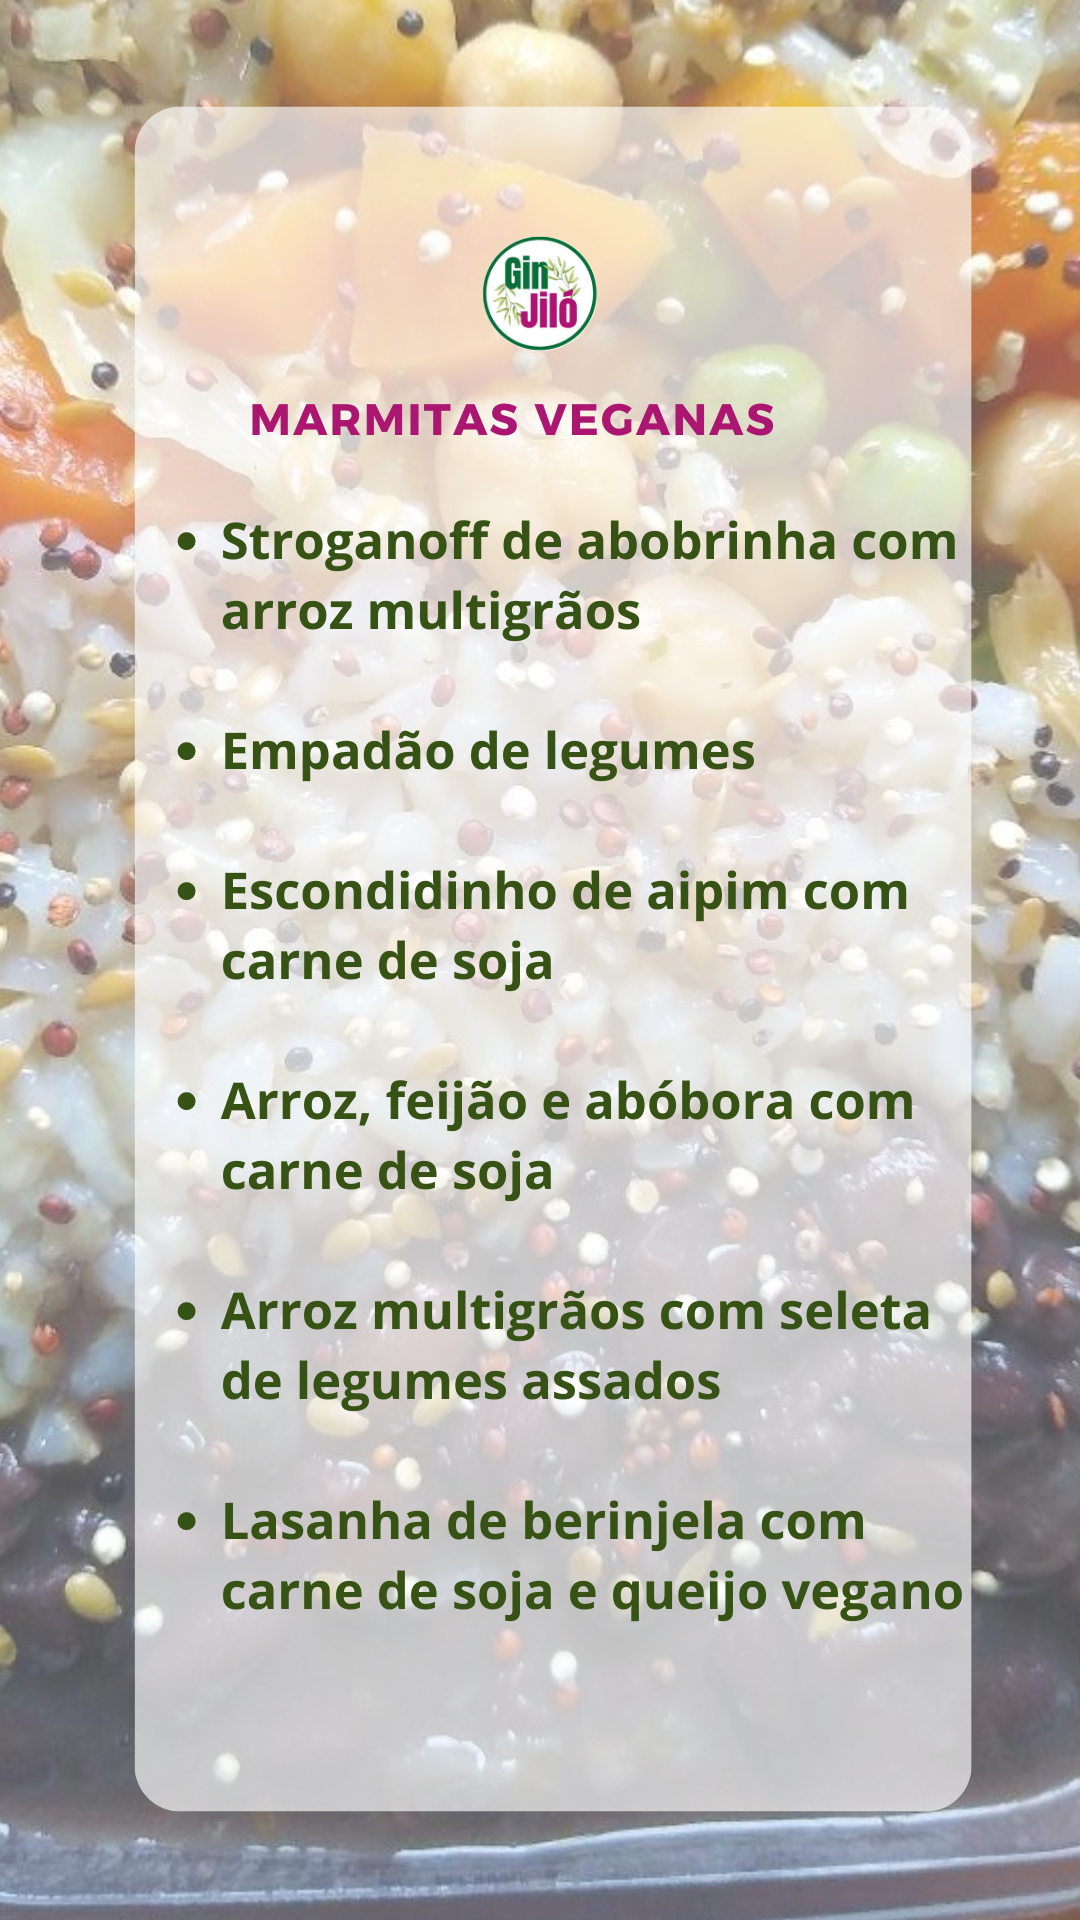 Gin
Jiló
MARMITAS VEGANAS
• Stroganoff de abobrinha com
arroz multigrãos
• Empadão de legumes
• Escondidinho de aipim com
carne de soja
• Arroz, feijão e abóbora com
carne de soja
• Arroz multigrãos com seleta
de legumes assados
• Lasanha de berinjela com
carne de soja e queijo vegano